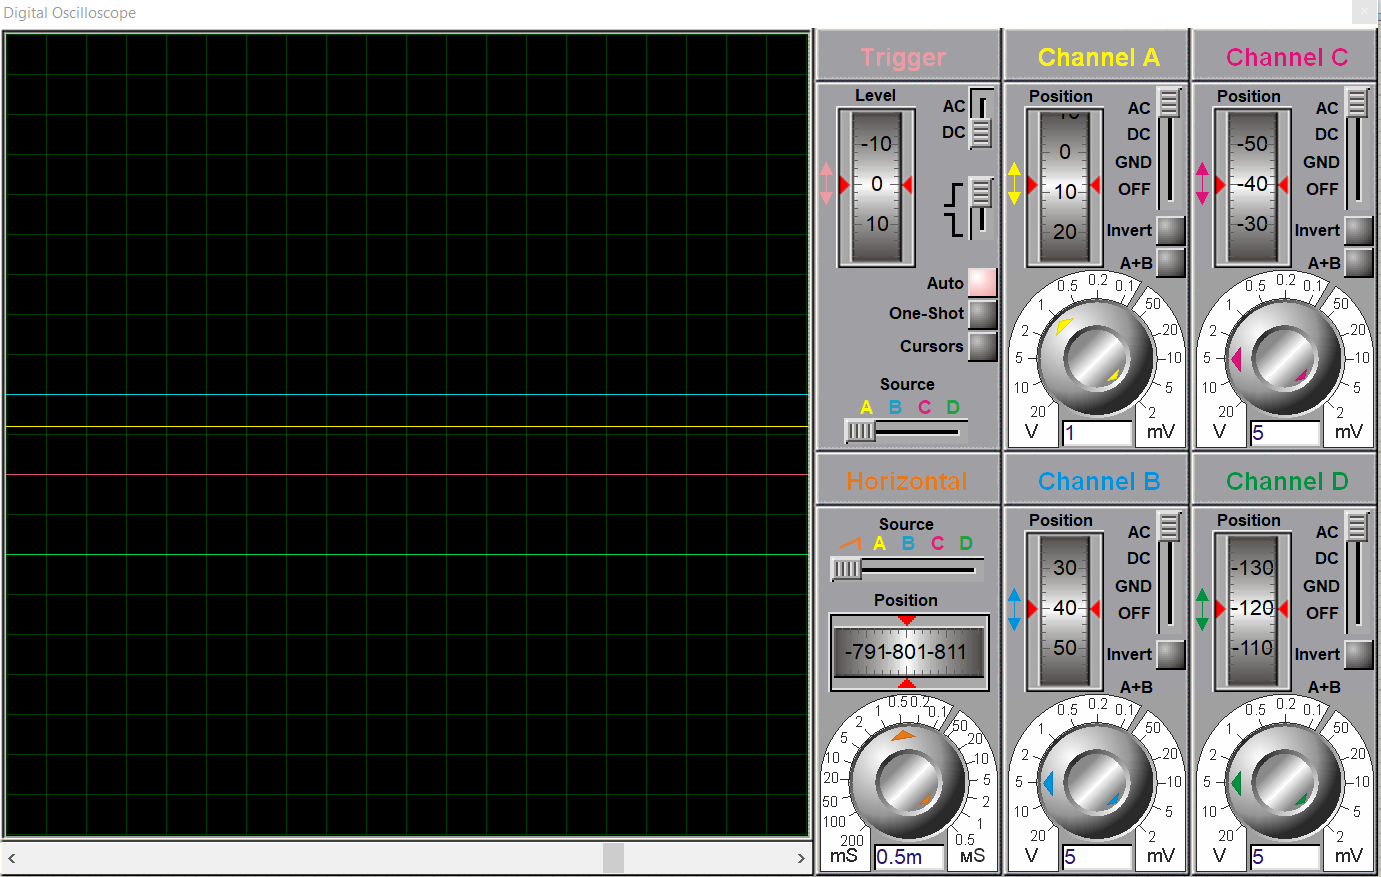 Digital Oscilloscope
Trigger
Level
AC
DC
-10
0
10
Auto
One-Shot
Cursors
Source
A B C D
Channel A
Position
AC
DC
GND
OFF
0
10
20
Invert
A+B
20 10 5 2 1 0.5 0.2 0.1 50 20 10 5 2
V 1 mV
Channel C
Position
AC
DC
GND
OFF
-50
-40
-30
Invert
A+B
20 10 5 2 1 0.5 0.2 0.1 50 20 10 5 2
V 5 mV
Horizontal
Source
A B C D
Position
-791 -801 -811
200 100 50 20 10 5 2 1 0.5 0.2 0.1 50 20 10 5 2 1 0.5
mS 0.5m мS
Channel B
Position
AC
DC
GND
OFF
30
40
50
Invert
A+B
20 10 5 2 1 0.5 0.2 0.1 50 20 10 5 2
V 5 mV
Channel D
Position
AC
DC
GND
OFF
-130
-120
-110
Invert
A+B
20 10 5 2 1 0.5 0.2 0.1 50 20 10 5 2
V 5 mV